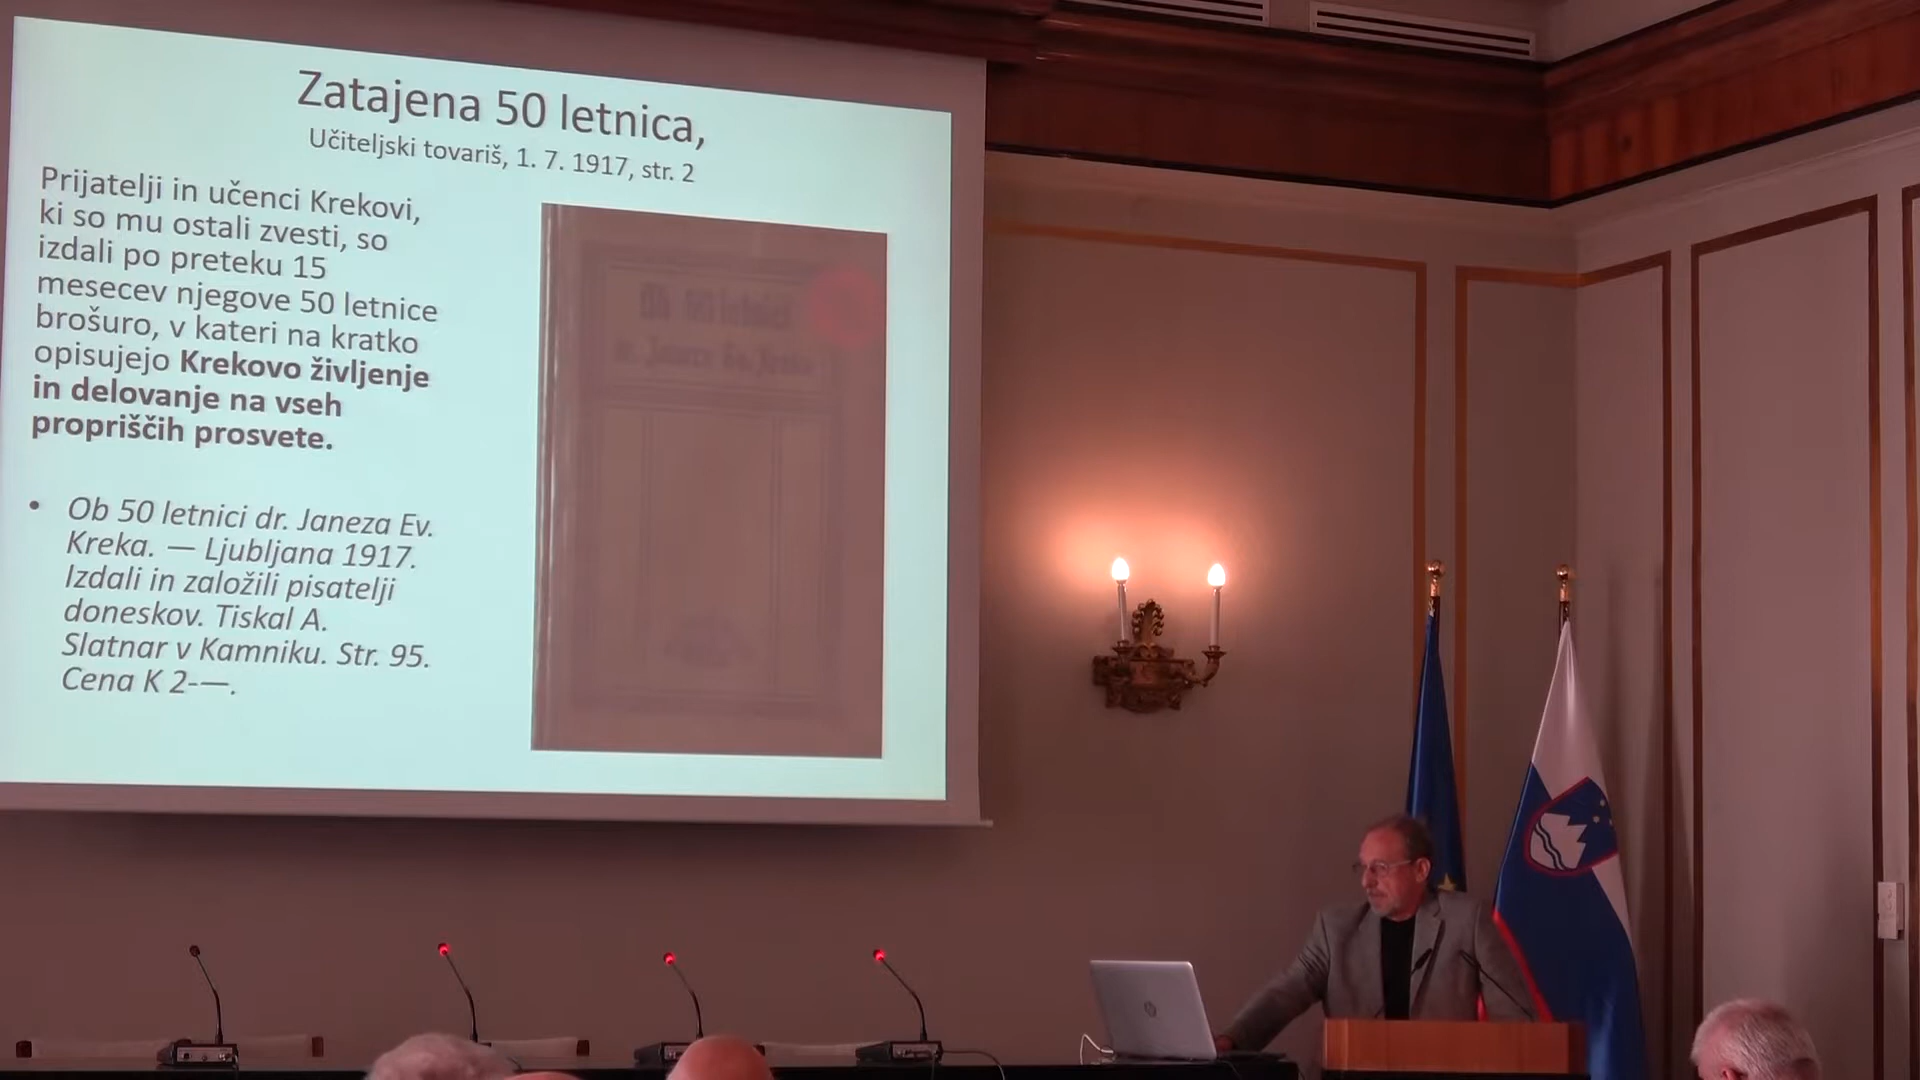 Zatajena 50 letnica,
Učiteljski tovariš, 1. 7. 1917, str. 2
Prijatelji in učenci Krekovi,
ki so mu ostali zvesti, so
izdali po preteku 15
mesecev njegove 50 letnice
brošuro, v kateri na kratko
opisujejo Krekovo življenje
in delovanje na vseh
propriščih prosvete.
• Ob 50 letnici dr. Janeza Ev.
Kreka. — Ljubljana 1917.
Izdali in založili pisatelji
doneskov. Tiskal A.
Slatnar v Kamniku. Str. 95.
Cena K 2-—.